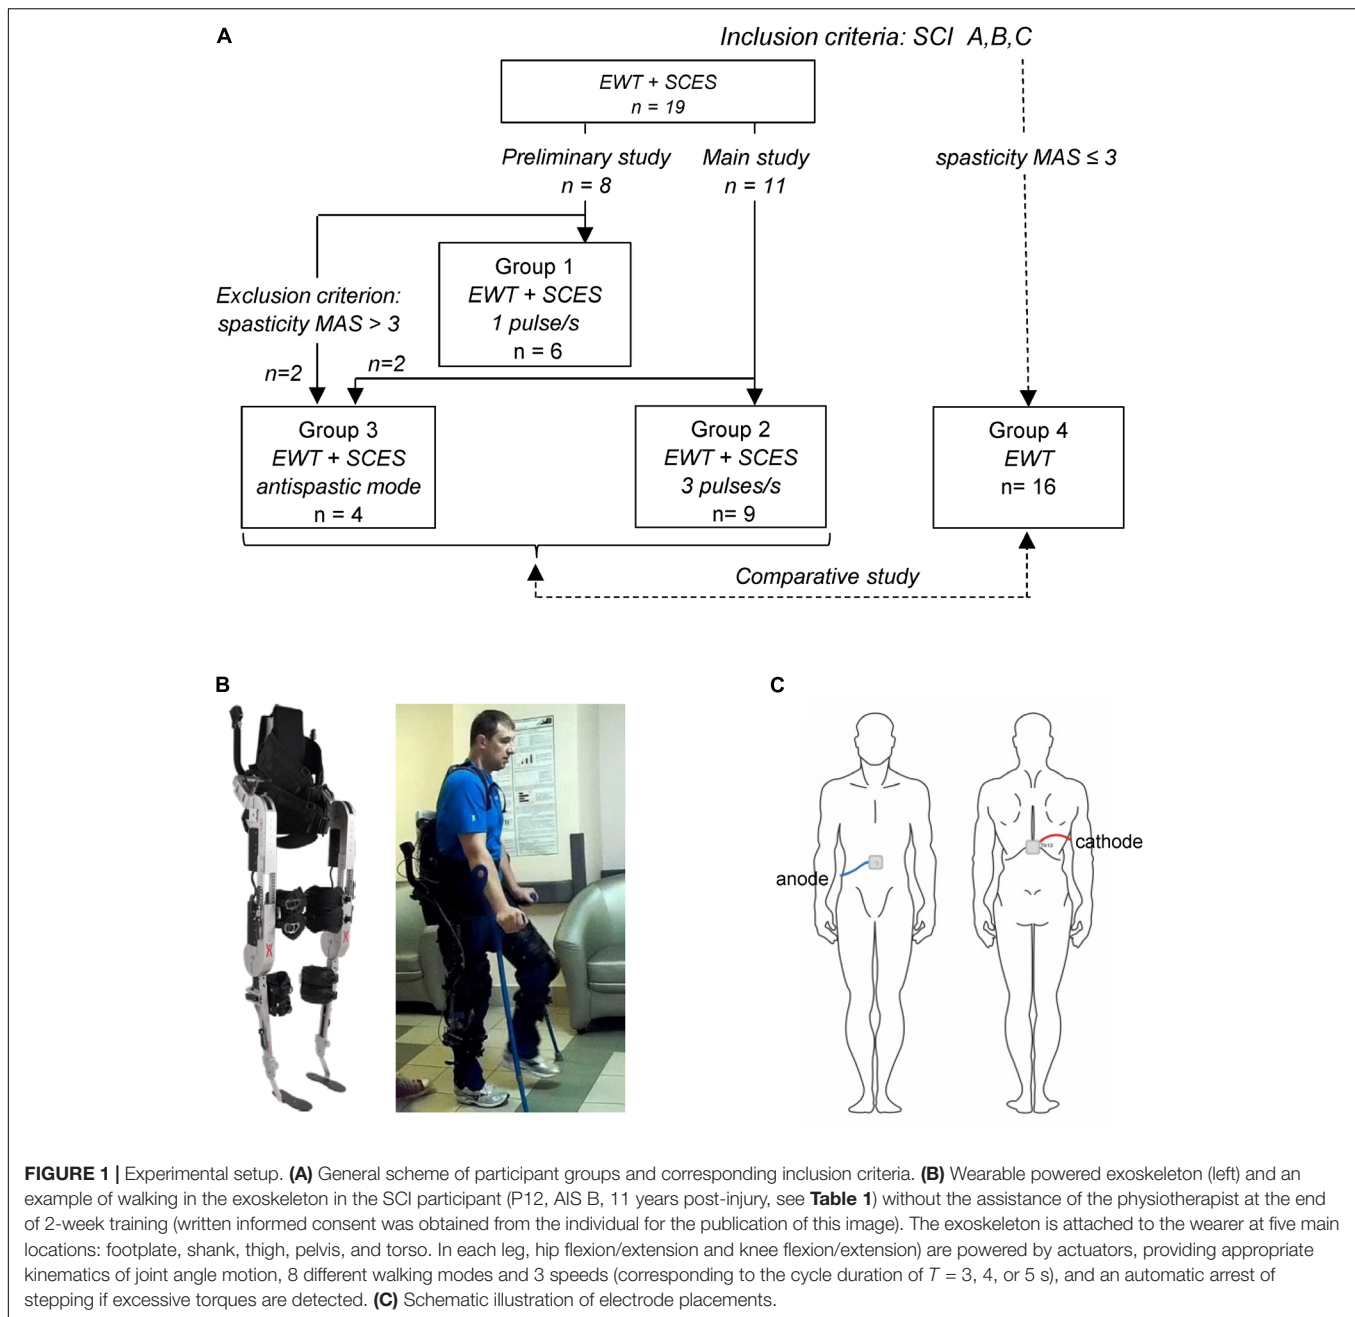 A
Inclusion criteria: SCI A,B,C
EWT + SCES
n = 19
Preliminary study
n = 8
Main study
n = 11
spasticity MAS ≤ 3
Group 1
EWT + SCES
1 pulse/s
n = 6
Exclusion criterion:
spasticity MAS > 3
n=2
n=2
Group 3
EWT + SCES
antispastic mode
n = 4
Group 2
EWT + SCES
3 pulses/s
n= 9
Group 4
EWT
n= 16
Comparative study
B
C
anode
Th12
cathode
FIGURE 1 | Experimental setup. (A) General scheme of participant groups and corresponding inclusion criteria. (B) Wearable powered exoskeleton (left) and an
example of walking in the exoskeleton in the SCI participant (P12, AIS B, 11 years post-injury, see Table 1) without the assistance of the physiotherapist at the end
of 2-week training (written informed consent was obtained from the individual for the publication of this image). The exoskeleton is attached to the wearer at five main
locations: footplate, shank, thigh, pelvis, and torso. In each leg, hip flexion/extension and knee flexion/extension) are powered by actuators, providing appropriate
kinematics of joint angle motion, 8 different walking modes and 3 speeds (corresponding to the cycle duration of T = 3, 4, or 5 s), and an automatic arrest of
stepping if excessive torques are detected. (C) Schematic illustration of electrode placements.